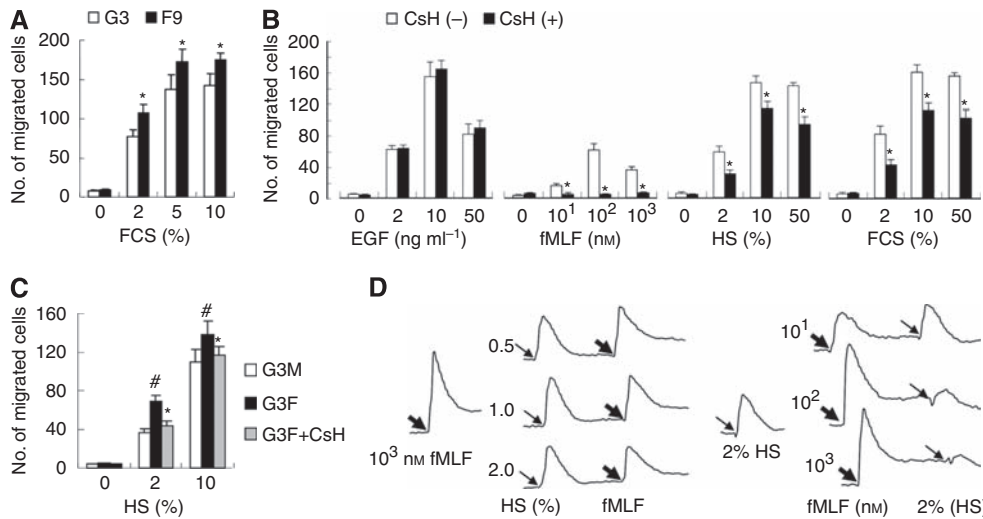 A
G3 F9
No. of migrated cells
200
150
100
50
0
* * *
0 2 5 10
FCS (%)
B
CsH (–) CsH (+)
No. of migrated cells
200
160
120
80
40
0
* * * * * * * * *
0 2 10 50 0 10¹ 10² 10³ 0 2 10 50 0 2 10 50
EGF (ng ml⁻¹) fMLF (nM) HS (%) FCS (%)
C
No. of migrated cells
160
120
80
40
0
# * # *
G3M
G3F
G3F+CsH
0 2 10
HS (%)
D
10³ nM fMLF
0.5
1.0
2.0
HS (%) fMLF
2% HS
10¹
10²
10³
fMLF (nM) 2% (HS)